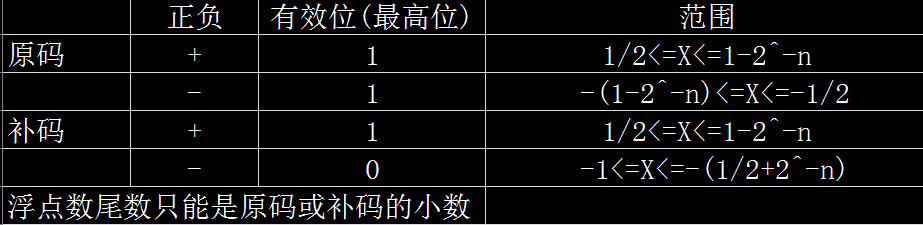 正负 有效位(最高位) 范围
原码 + 1 1/2<=X<=1-2^-n
- 1 -(1-2^-n)<=X<=-1/2
补码 + 1 1/2<=X<=1-2^-n
- 0 -1<=X<=-(1/2+2^-n)
浮点数尾数只能是原码或补码的小数